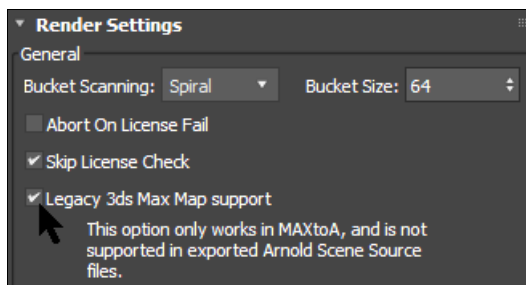 Render Settings
General
Bucket Scanning: Spiral Bucket Size: 64
Abort On License Fail
Skip License Check
Legacy 3ds Max Map support
This option only works in MAXtoA, and is not
supported in exported Arnold Scene Source
files.